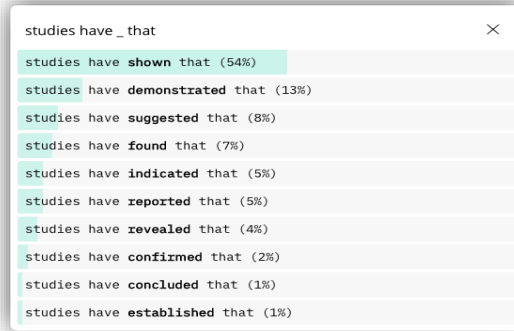 studies have _ that
studies have shown that (54%)
studies have demonstrated that (13%)
studies have suggested that (8%)
studies have found that (7%)
studies have indicated that (5%)
studies have reported that (5%)
studies have revealed that (4%)
studies have confirmed that (2%)
studies have concluded that (1%)
studies have established that (1%)